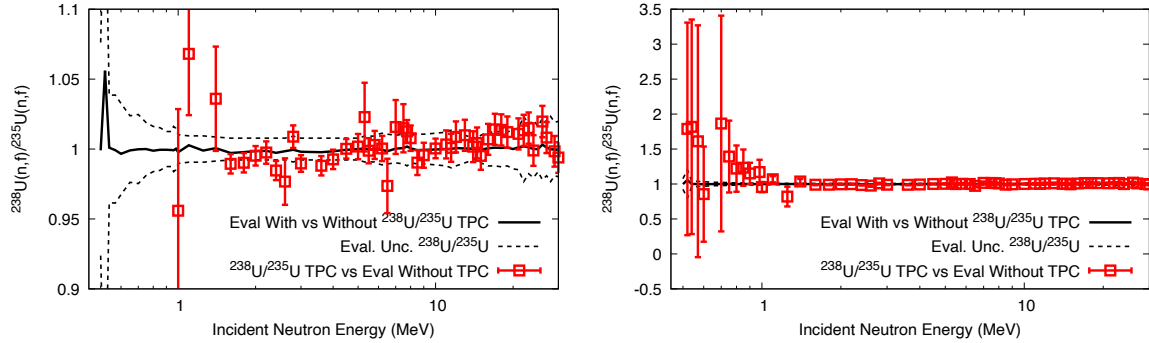 1.1
1.05
1
0.95
0.9
²³⁸U(n,f)/²³⁵U(n,f)
Eval With vs Without ²³⁸U/²³⁵U TPC
Eval. Unc. ²³⁸U/²³⁵U
²³⁸U/²³⁵U TPC vs Eval Without TPC
1 10
Incident Neutron Energy (MeV)
3.5
3
2.5
2
1.5
1
0.5
0
-0.5
²³⁸U(n,f)/²³⁵U(n,f)
Eval With vs Without ²³⁸U/²³⁵U TPC
Eval. Unc. ²³⁸U/²³⁵U
²³⁸U/²³⁵U TPC vs Eval Without TPC
1 10
Incident Neutron Energy (MeV)